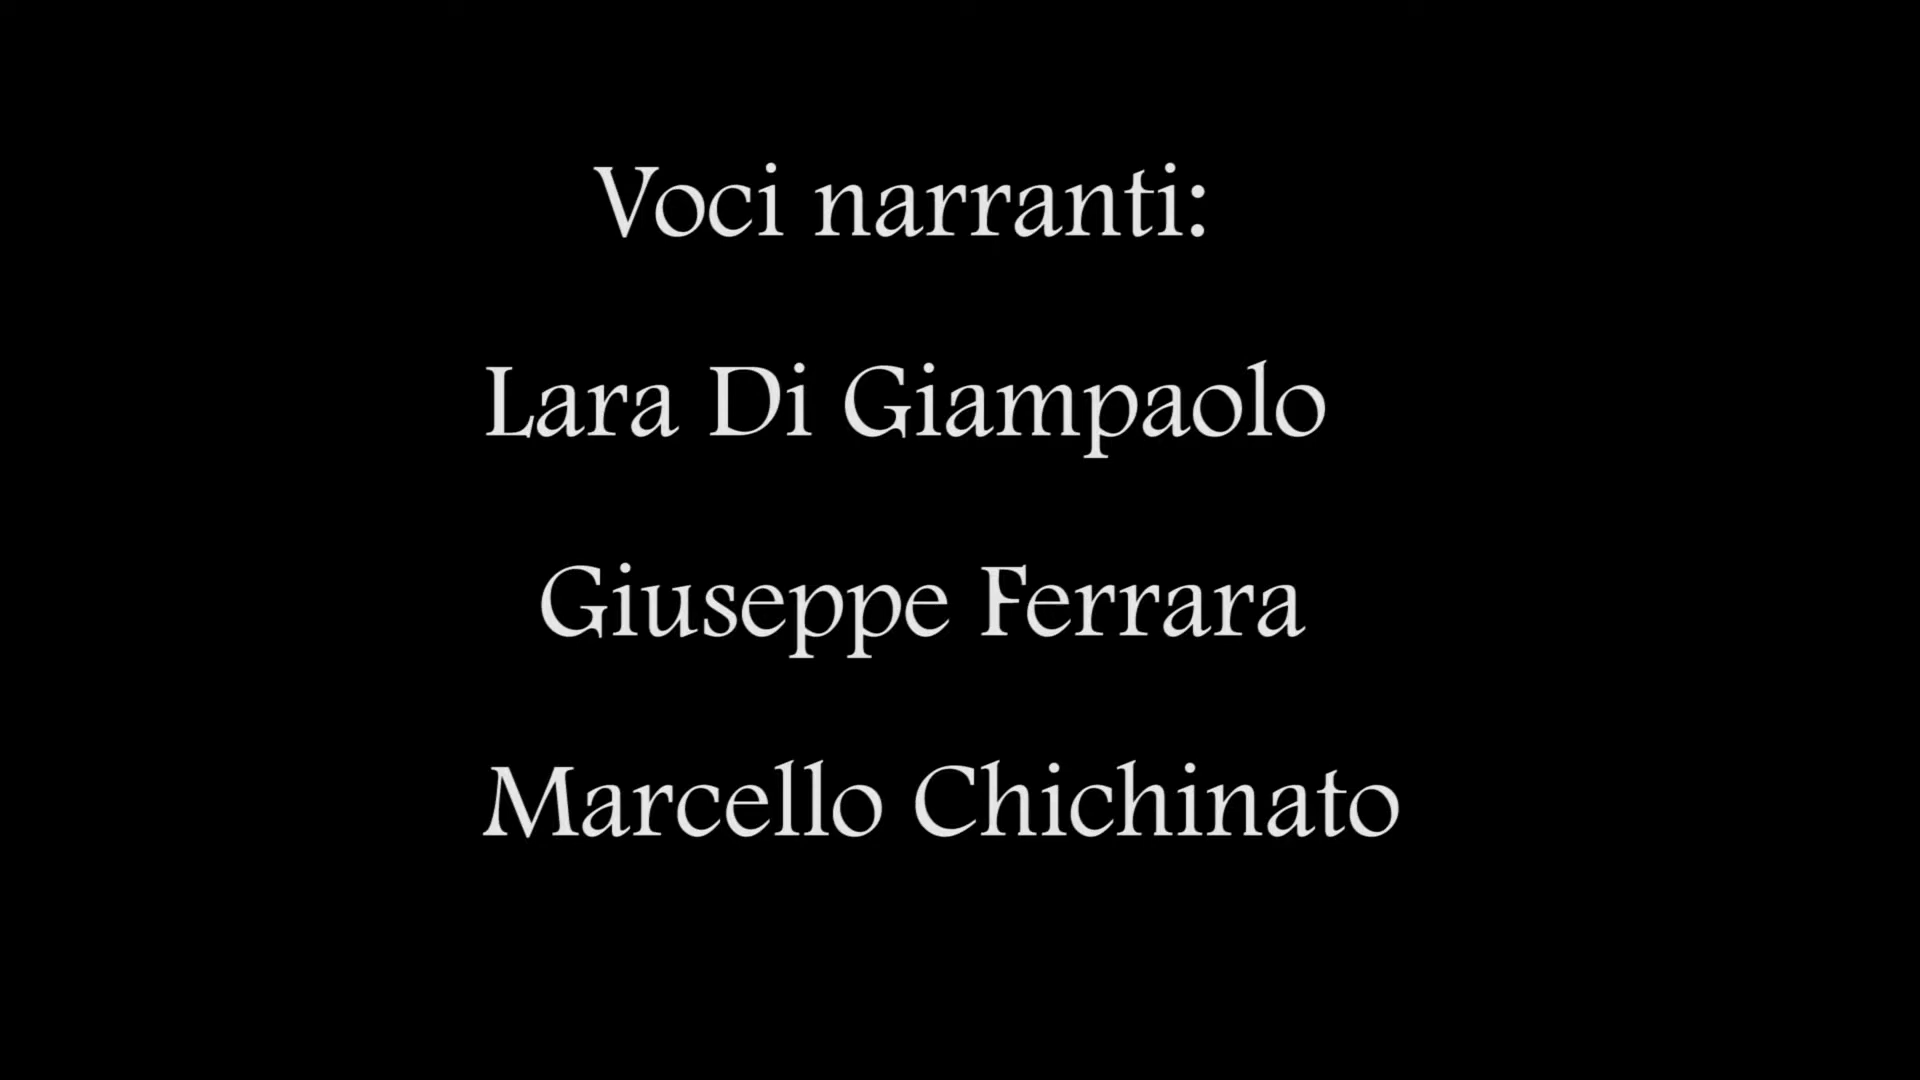 Voci narranti:
Lara Di Giampaolo
Giuseppe Ferrara
Marcello Chichinato